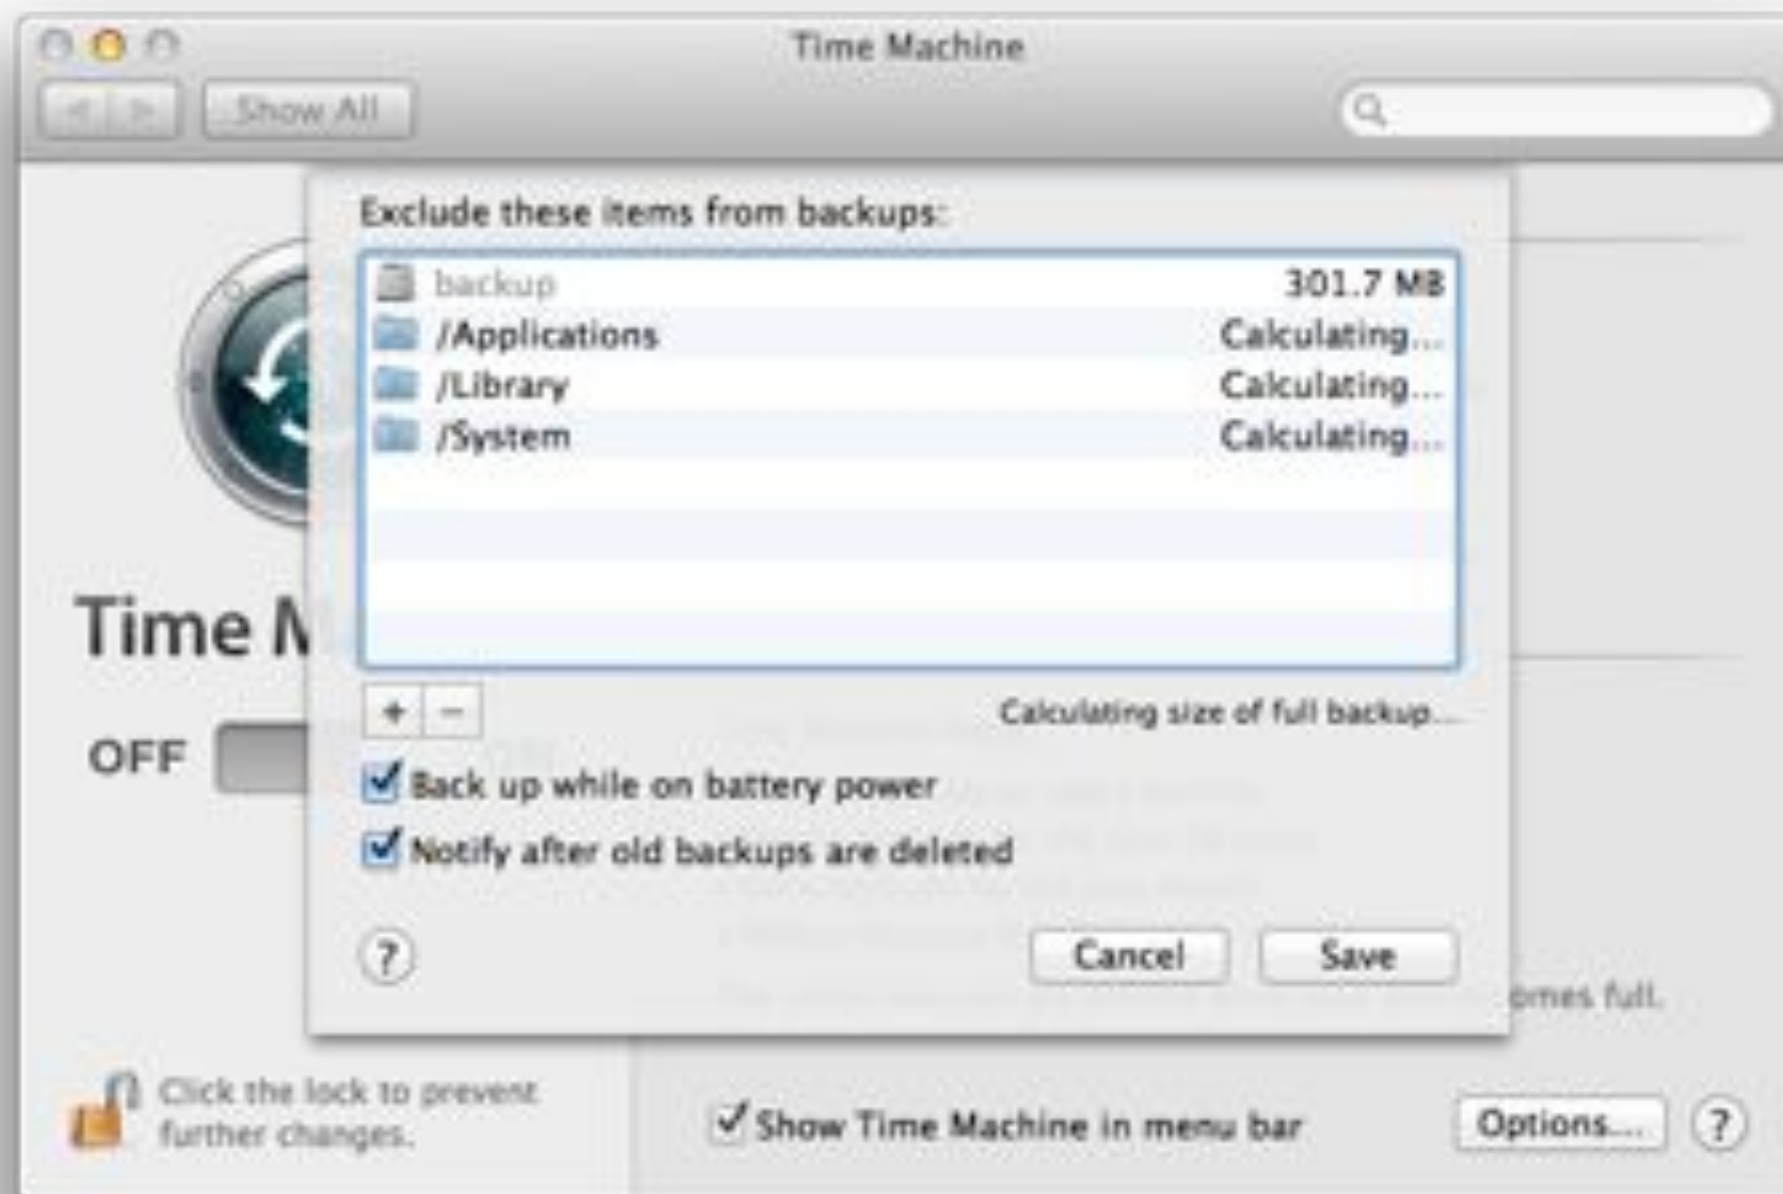 Time Machine
Show All
Exclude these items from backups:
backup 301.7 MB
/Applications Calculating...
/Library Calculating...
/System Calculating...
Time M
+ − Calculating size of full backup...
OFF
Back up while on battery power
Notify after old backups are deleted
? Cancel Save
omes full.
Click the lock to prevent
further changes.
Show Time Machine in menu bar Options... ?